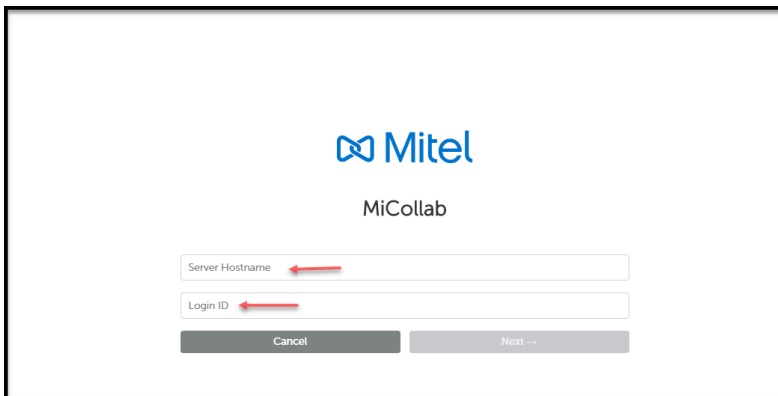 Mitel
MiCollab
Server Hostname
Login ID
Cancel Next →